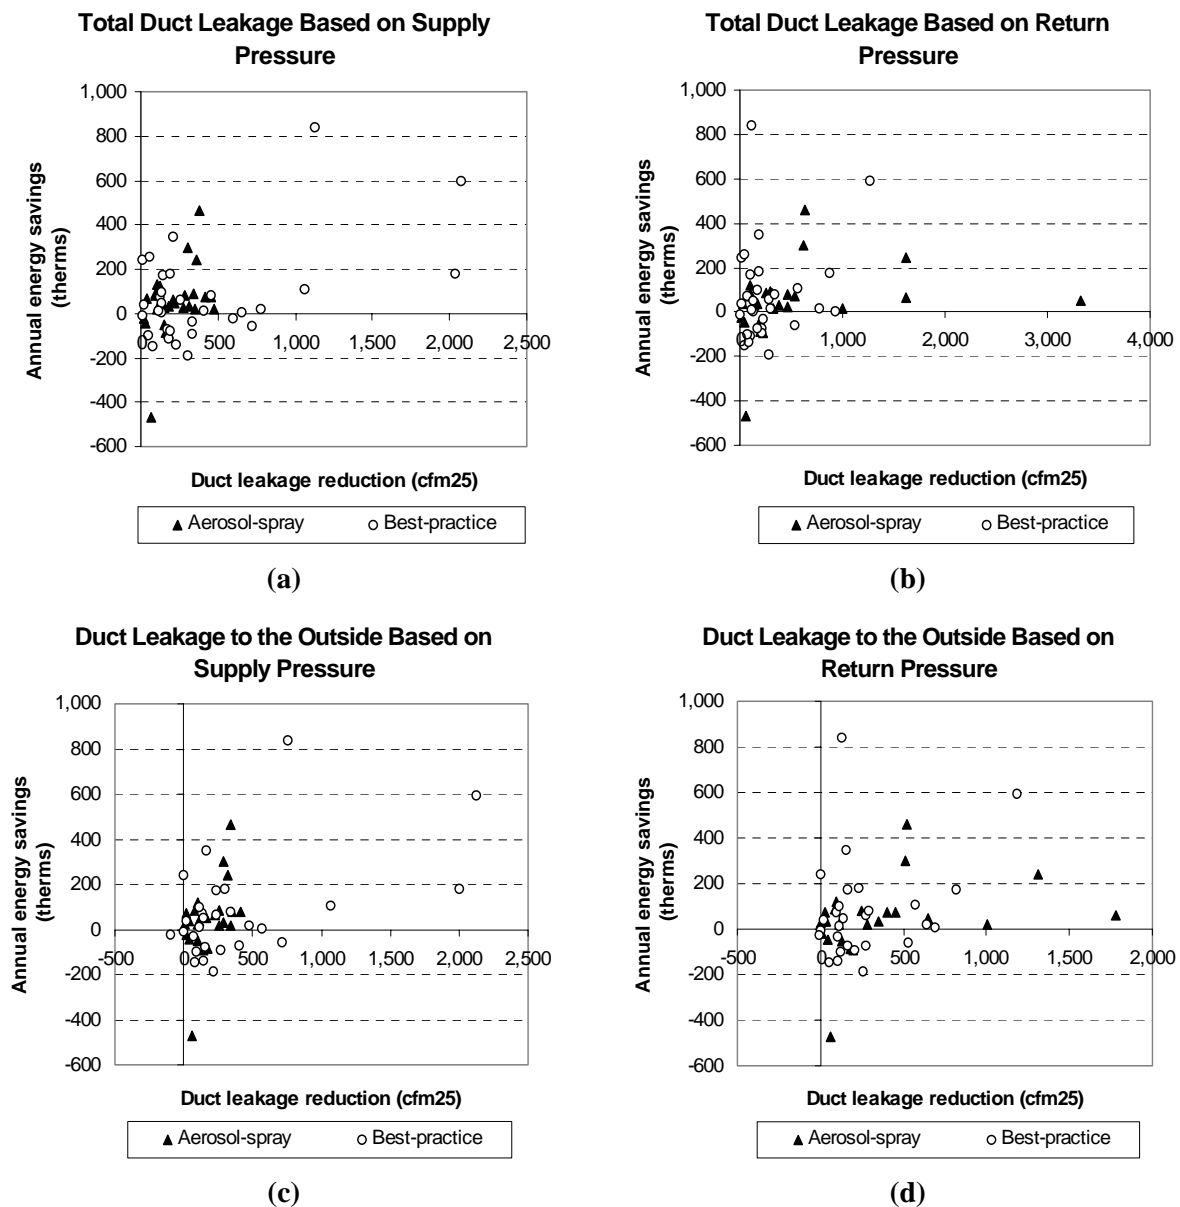 Total Duct Leakage Based on Supply
Pressure
Annual energy savings
(therms)
1,000
800
600
400
200
0
-200
-400
-600
0
500
1,000
1,500
2,000
2,500
Duct leakage reduction (cfm25)
Aerosol-spray
Best-practice
(a)
Total Duct Leakage Based on Return
Pressure
Annual energy savings
(therms)
1,000
800
600
400
200
0
-200
-400
-600
0
1,000
2,000
3,000
4,000
Duct leakage reduction (cfm25)
Aerosol-spray
Best-practice
(b)
Duct Leakage to the Outside Based on
Supply Pressure
Annual energy savings
(therms)
1,000
800
600
400
200
0
-200
-400
-600
-500
0
500
1,000
1,500
2,000
2,500
Duct leakage reduction (cfm25)
Aerosol-spray
Best-practice
(c)
Duct Leakage to the Outside Based on
Return Pressure
Annual energy savings
(therms)
1,000
800
600
400
200
0
-200
-400
-600
-500
0
500
1,000
1,500
2,000
Duct leakage reduction (cfm25)
Aerosol-spray
Best-practice
(d)